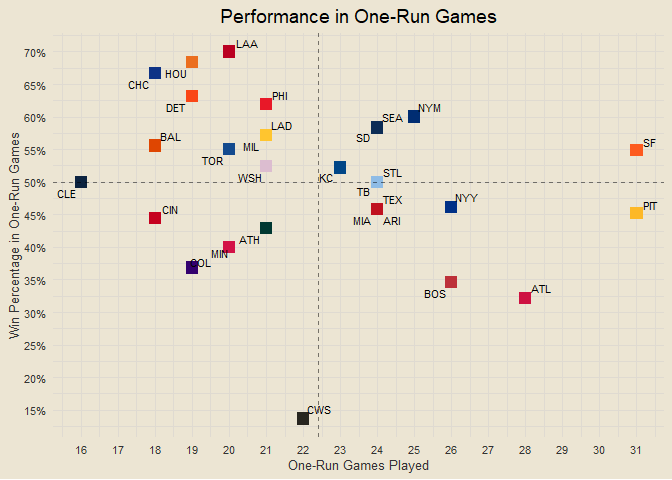 Performance in One-Run Games
LAA
70%
HOU
CHC
65%
PHI
DET
NYM
60%
SEA
LAD
SD
BAL
MIL
SF
55%
TOR
STL
WSH
KC
50%
TB
CLE
TEX
NYY
PIT
CIN
45%
MIA
ARI
ATH
40%
MIN
COL
35%
ATL
BOS
30%
25%
20%
CWS
15%
Win Percentage in One-Run Games
16 17 18 19 20 21 22 23 24 25 26 27 28 29 30 31
One-Run Games Played